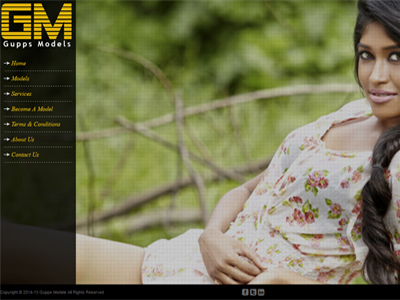 GM
Gupps Models
Home
Models
Services
Become A Model
Terms & Conditions
About Us
Contact Us
Copyright © 2014-15 Gupps Models All Rights Reserved